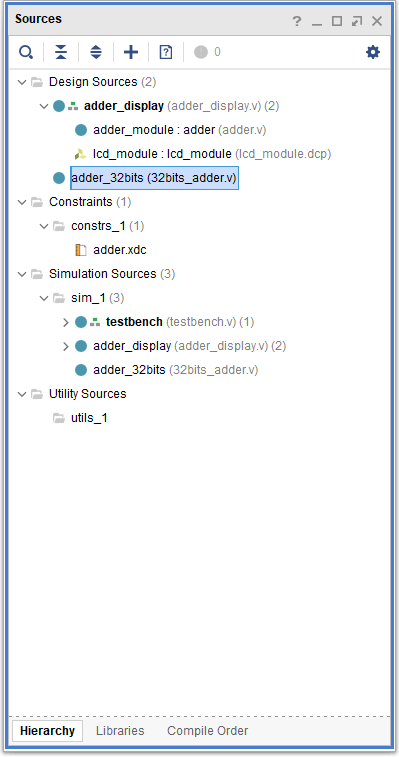 Sources
0
Design Sources (2)
adder_display (adder_display.v) (2)
adder_module : adder (adder.v)
lcd_module : lcd_module (lcd_module.dcp)
adder_32bits (32bits_adder.v)
Constraints (1)
constrs_1 (1)
adder.xdc
Simulation Sources (3)
sim_1 (3)
testbench (testbench.v) (1)
adder_display (adder_display.v) (2)
adder_32bits (32bits_adder.v)
Utility Sources
utils_1
Hierarchy Libraries Compile Order